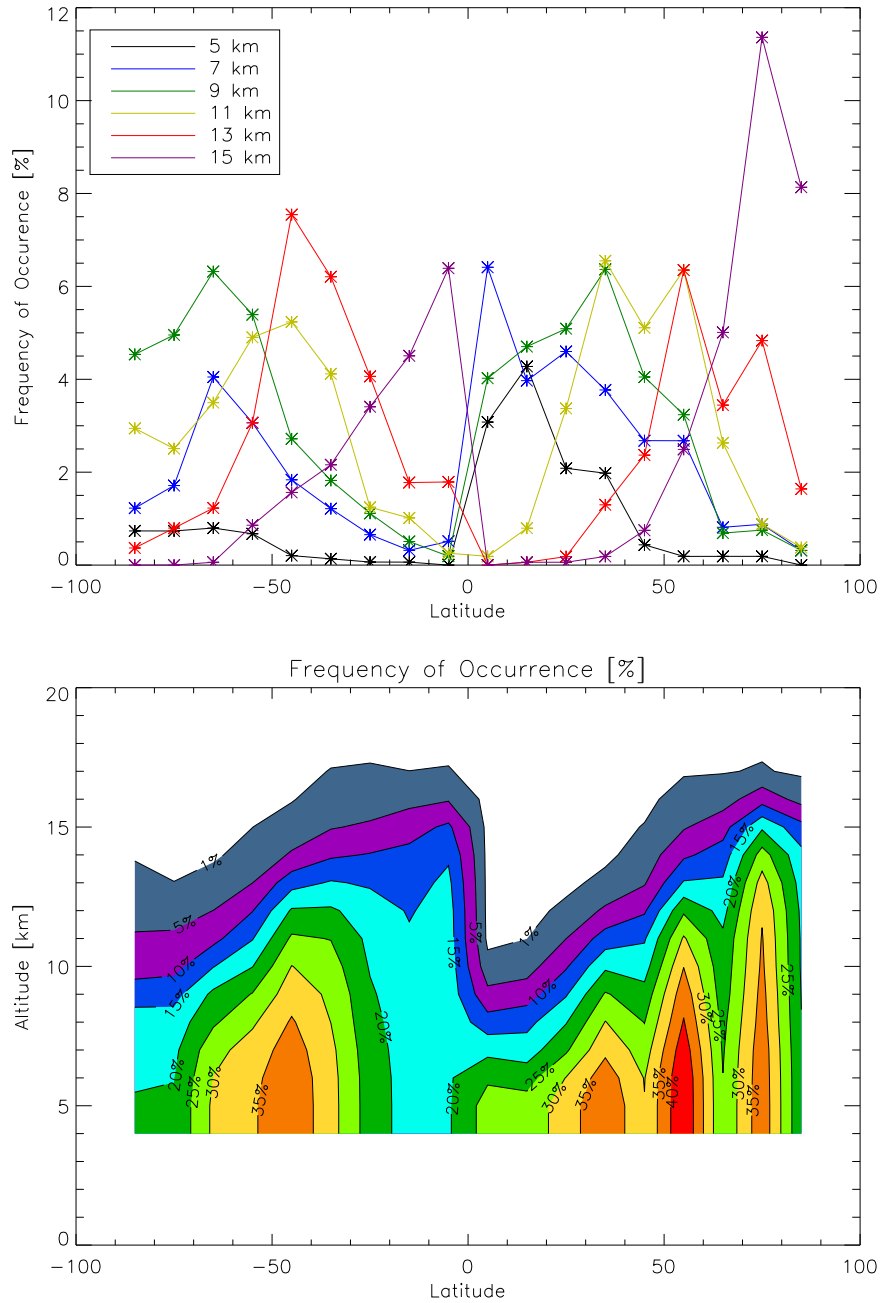 12
10
8
6
4
2
0
Frequency of Occurence [%]
5 km
7 km
9 km
11 km
13 km
15 km
−100 −50 0 50 100
Latitude
Frequency of Occurrence [%]
20
15
10
5
0
Altitude [km]
1%
5%
10%
15%
20%
25%
30%
35%
20%
15%
5%
1%
10%
20%
25%
30%
35%
35%
40%
30%
25%
20%
15%
30%
35%
25%
−100 −50 0 50 100
Latitude